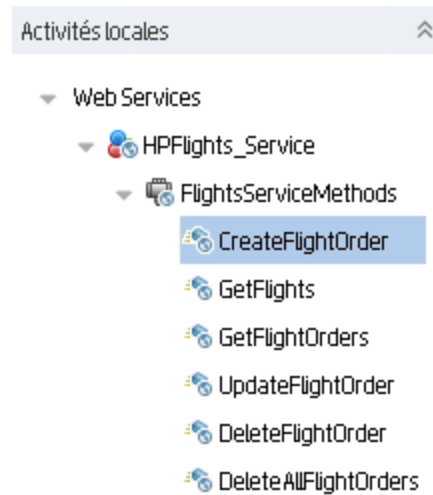 Activités locales
Web Services
HPFlights_Service
FlightsServiceMethods
CreateFlightOrder
GetFlights
GetFlightOrders
UpdateFlightOrder
DeleteFlightOrder
DeleteAllFlightOrders